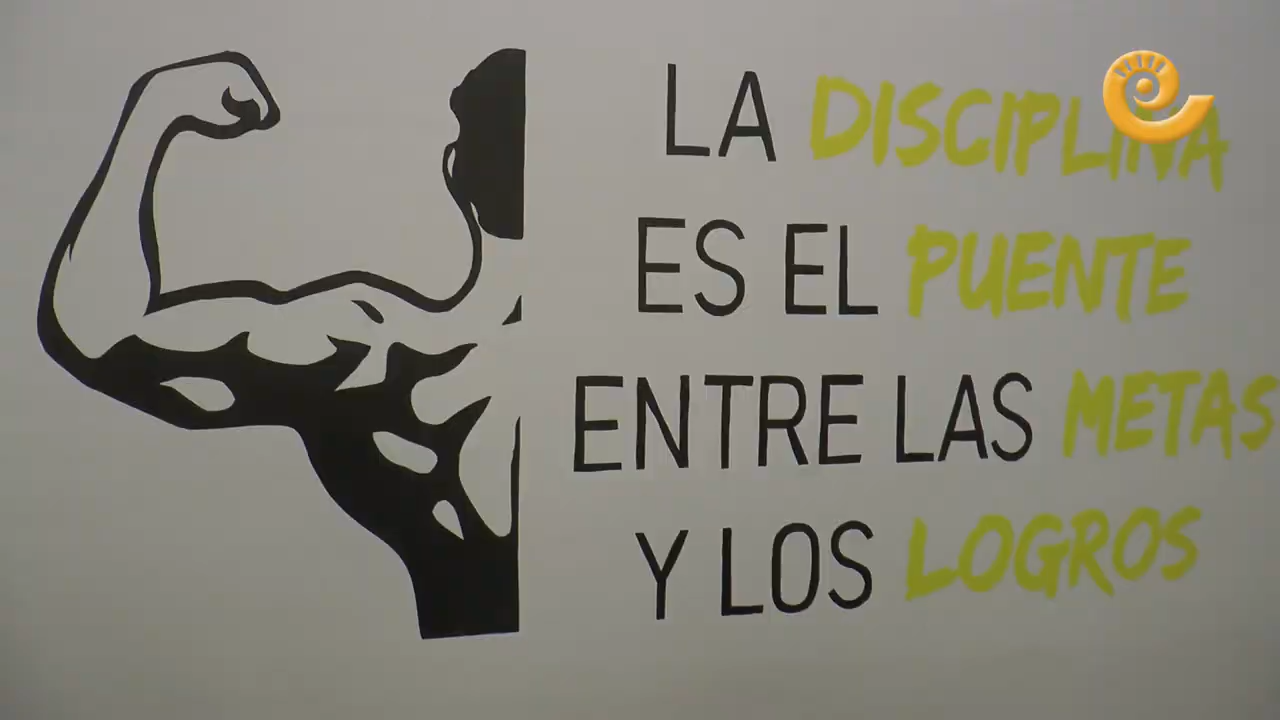 LA DISCIPLINA
ES EL PUENTE
ENTRE LAS METAS
Y LOS LOGROS